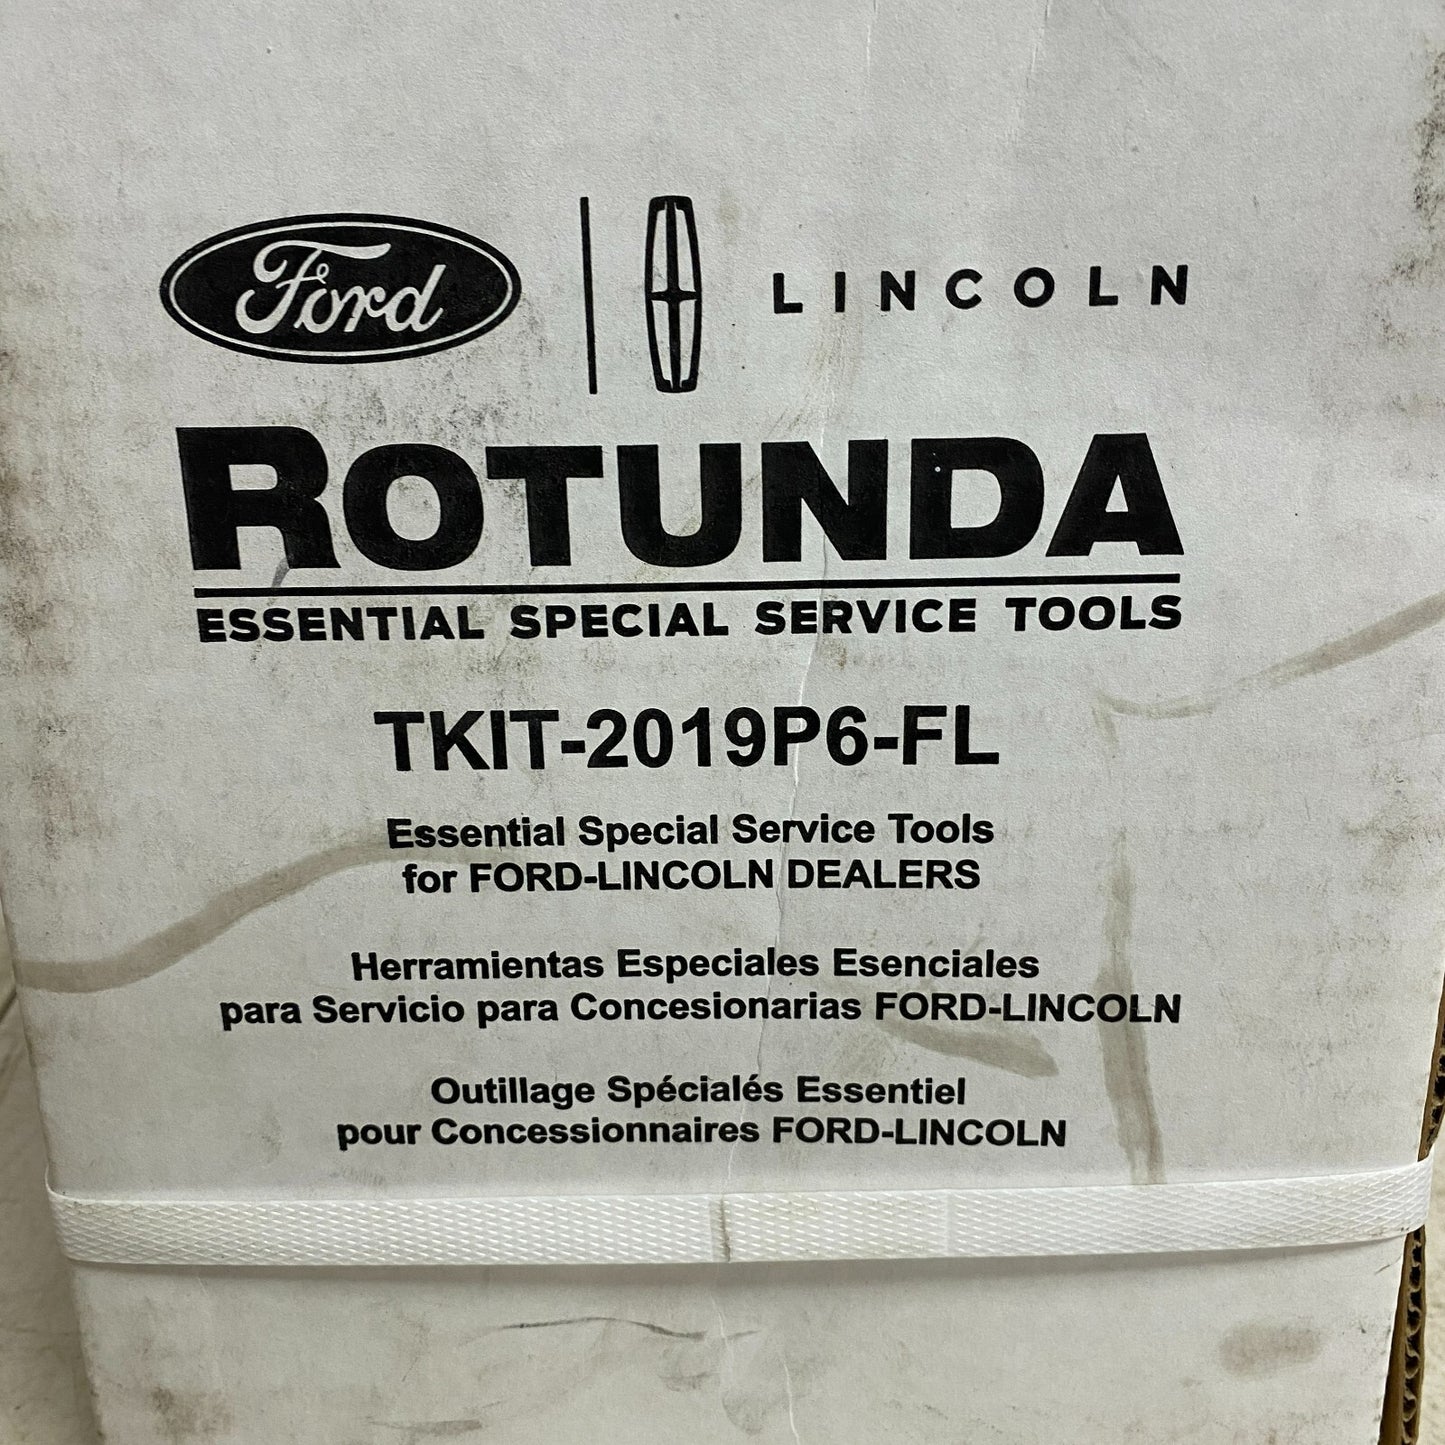 Ford LINCOLN
ROTUNDA
ESSENTIAL SPECIAL SERVICE TOOLS
TKIT-2019P6-FL
Essential Special Service Tools
for FORD-LINCOLN DEALERS
Herramientas Especiales Esenciales
para Servicio para Concesionarias FORD-LINCOLN
Outillage Spécialés Essentiel
pour Concessionnaires FORD-LINCOLN